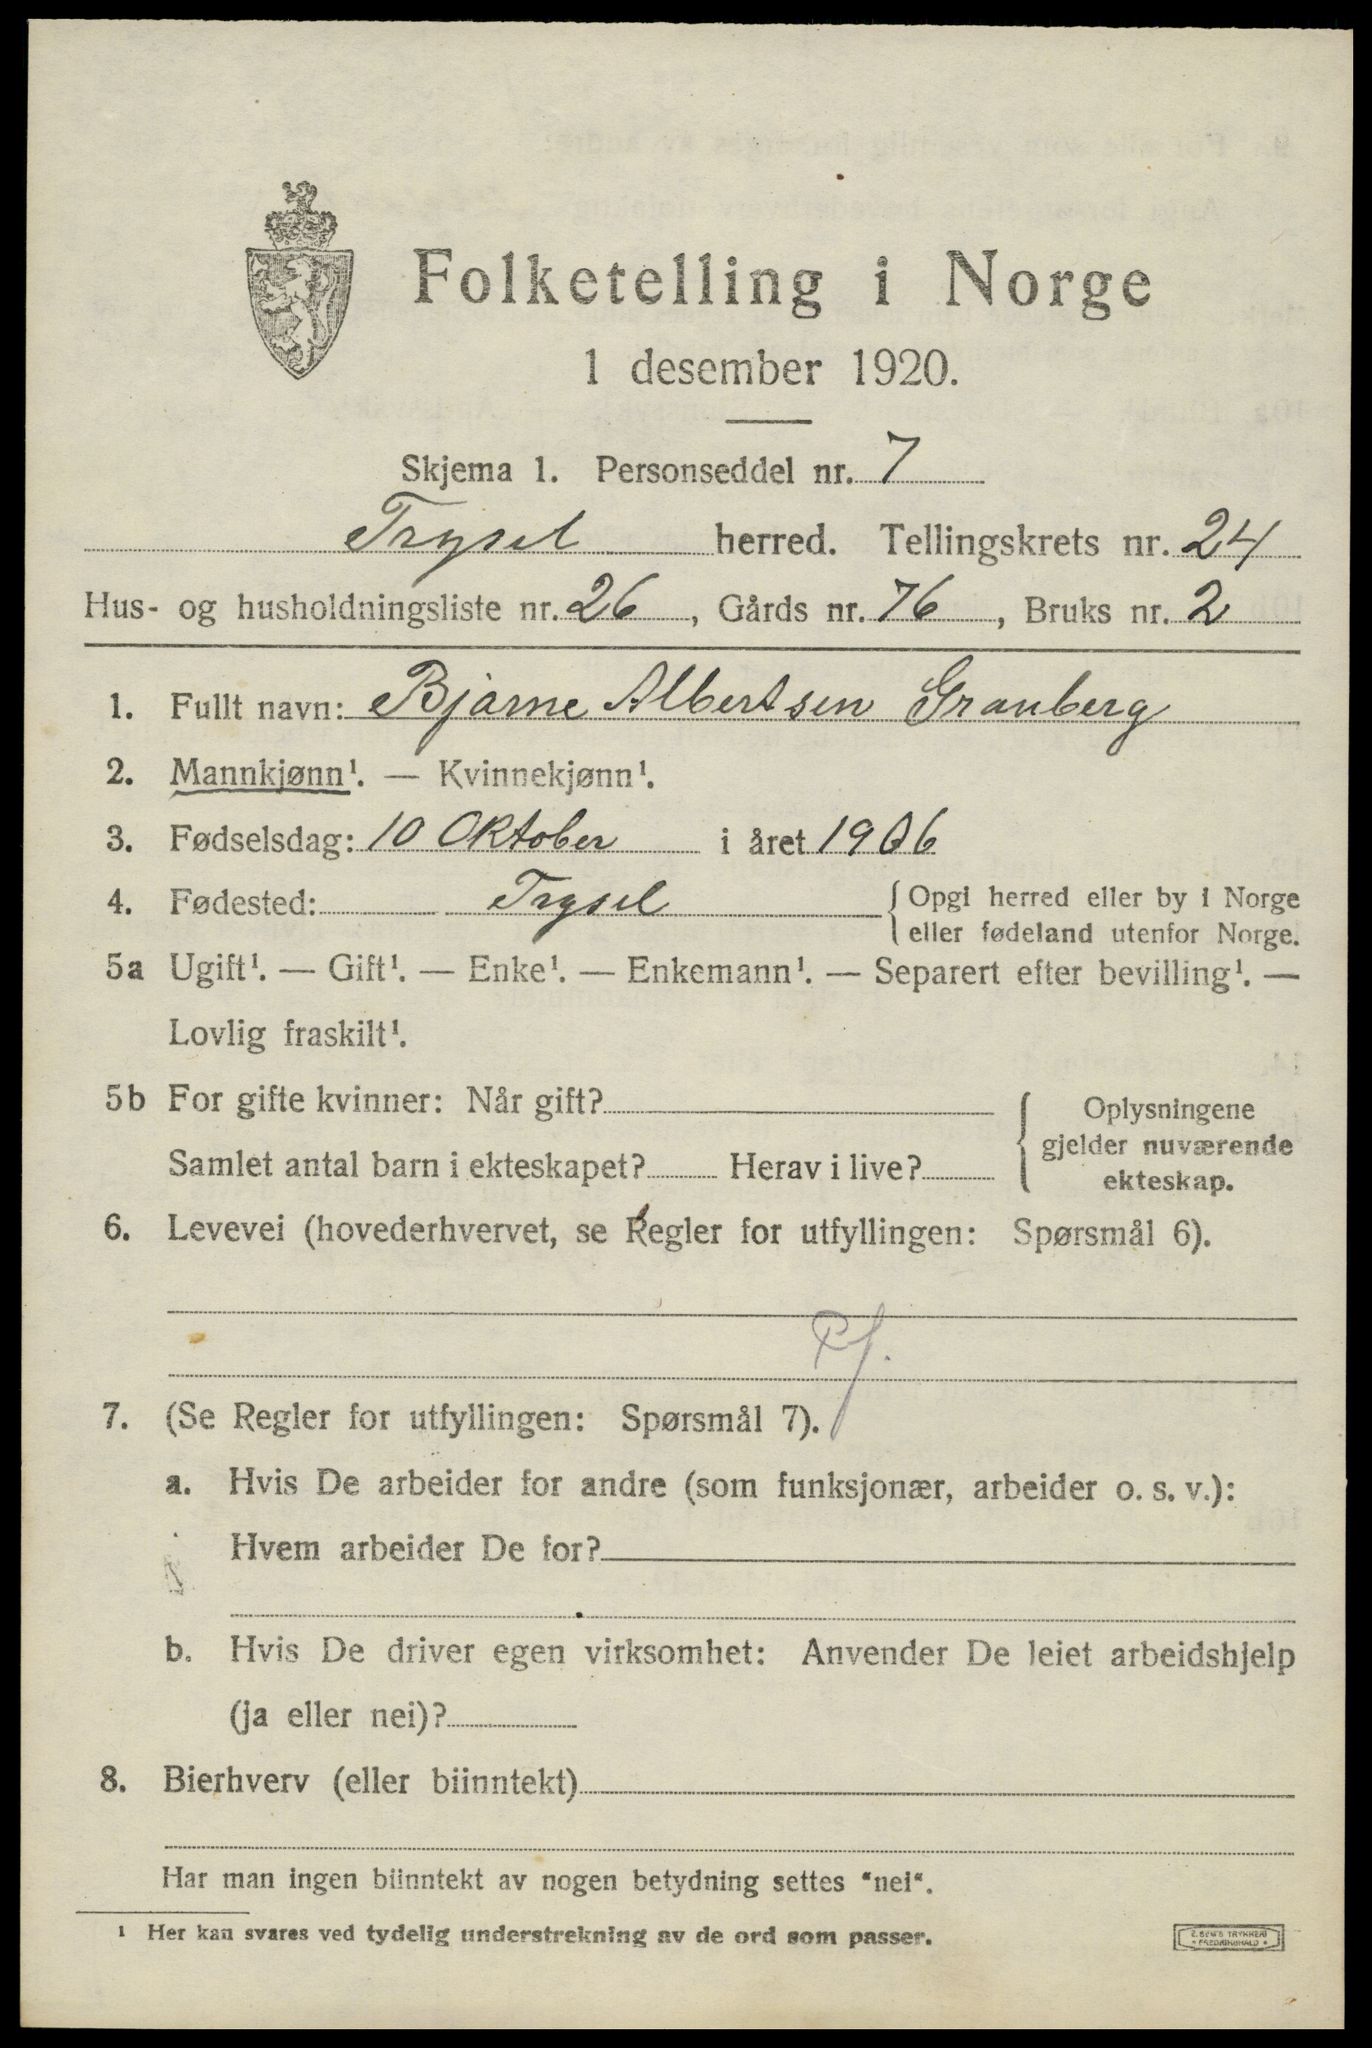 Folketelling i Norge
1 desember 1920.
Skjema 1. Personseddel nr. 7
Trysil herred. Tellingskrets nr. 24
Hus- og husholdningsliste nr. 26, Gårds nr. 76, Bruks nr. 2
1. Fullt navn: Bjarne Albertsen Granberg
2. Mannkjønn¹. — Kvinnekjønn¹.
3. Fødselsdag: 10 Oktober i året 1906
4. Fødested: Trysil { Opgi herred eller by i Norge
eller fødeland utenfor Norge.
5a Ugift¹. — Gift¹. — Enke¹. — Enkemann¹. — Separert efter bevilling¹. —
Lovlig fraskilt¹.
5b For gifte kvinner: Når gift?
Samlet antal barn i ekteskapet? Herav i live?
{ Oplysningene
gjelder nuværende
ekteskap.
6. Levevei (hovederhvervet, se Regler for utfyllingen: Spørsmål 6).
Pf.
7. (Se Regler for utfyllingen: Spørsmål 7).
a. Hvis De arbeider for andre (som funksjonær, arbeider o. s. v.):
Hvem arbeider De for?
b. Hvis De driver egen virksomhet: Anvender De leiet arbeidshjelp
(ja eller nei)?
8. Bierhverv (eller biinntekt)
Har man ingen biinntekt av nogen betydning settes "nei".
¹ Her kan svares ved tydelig understrekning av de ord som passer.
E. SEM'S TRYKKERI
FREDRIKSHALD